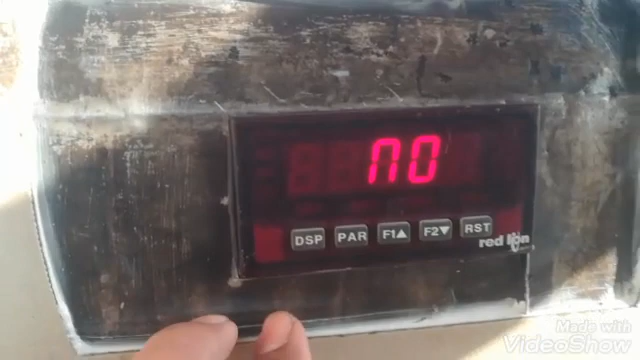 NO
DSP PAR F1▲ F2▼ RST
red lion
Made with
VideoShow